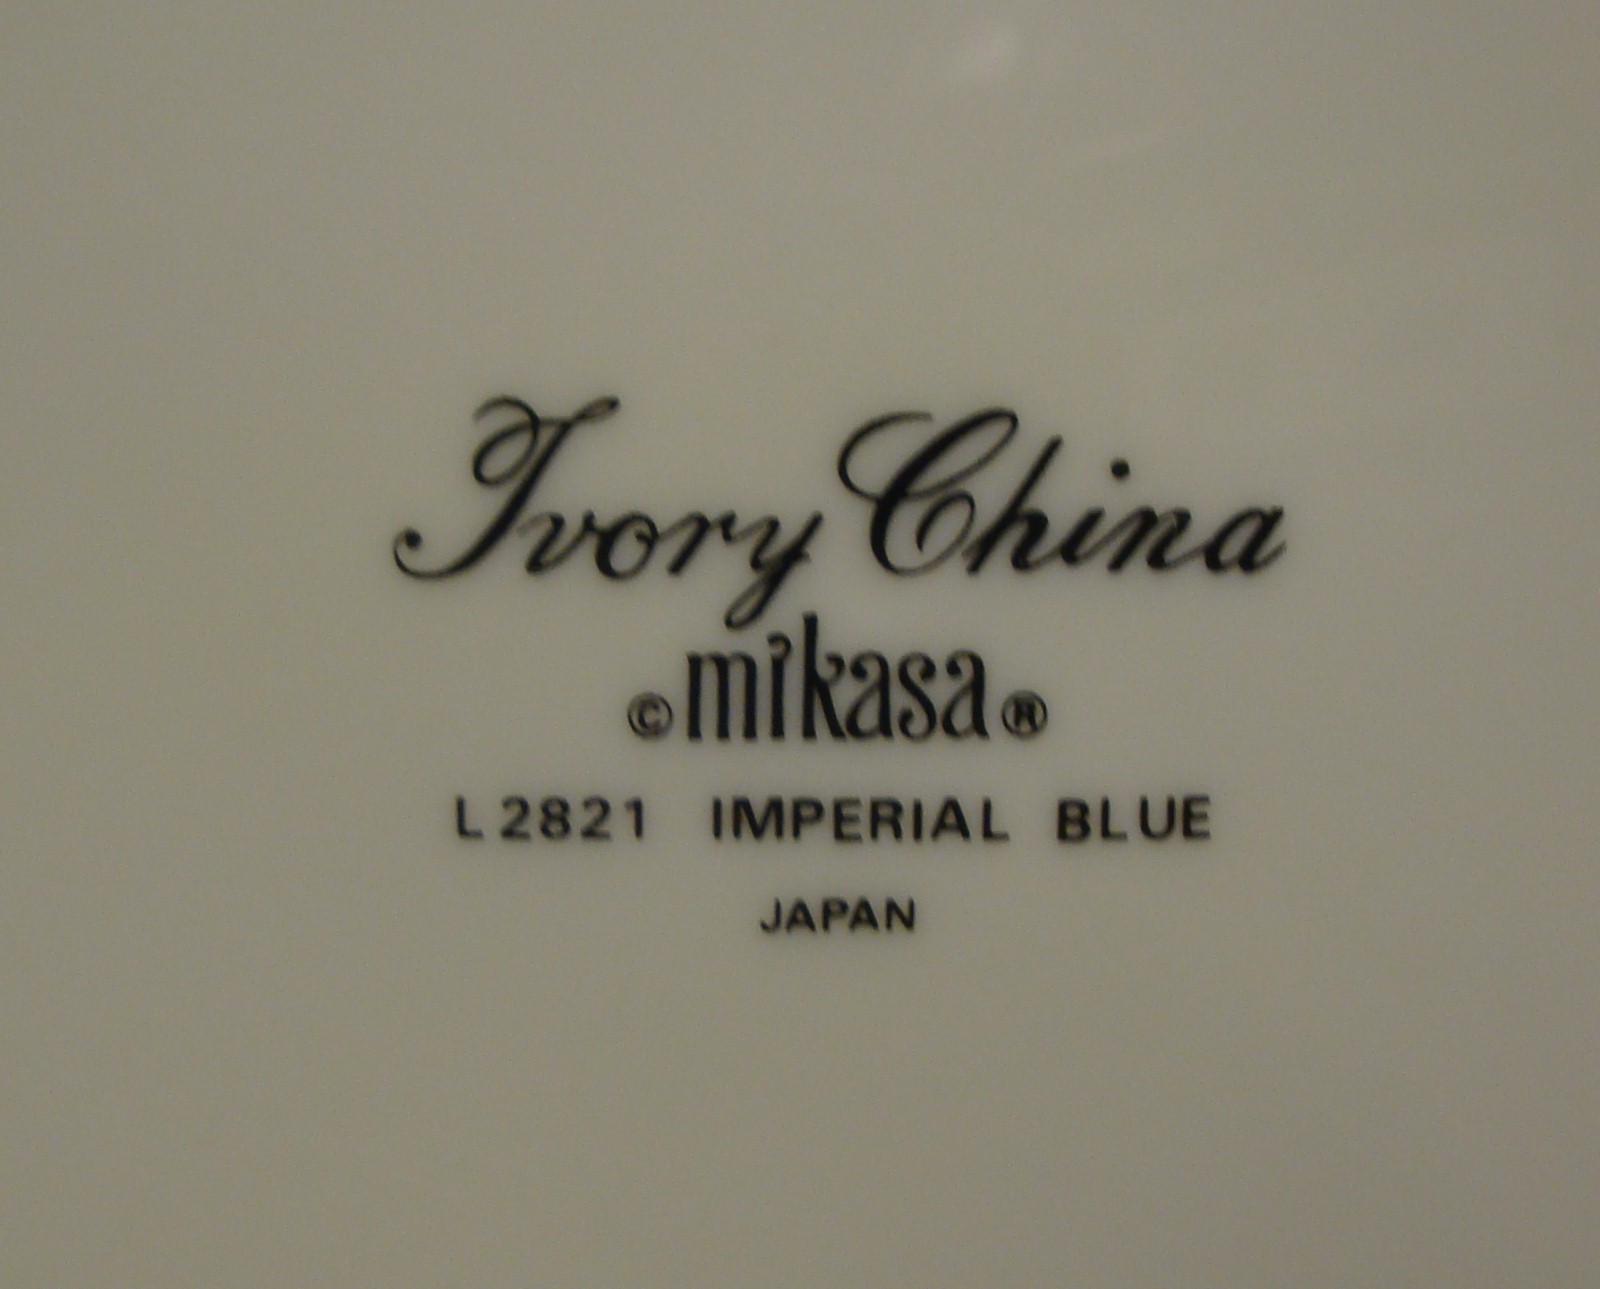 Ivory China
© mikasa ®
L2821 IMPERIAL BLUE
JAPAN